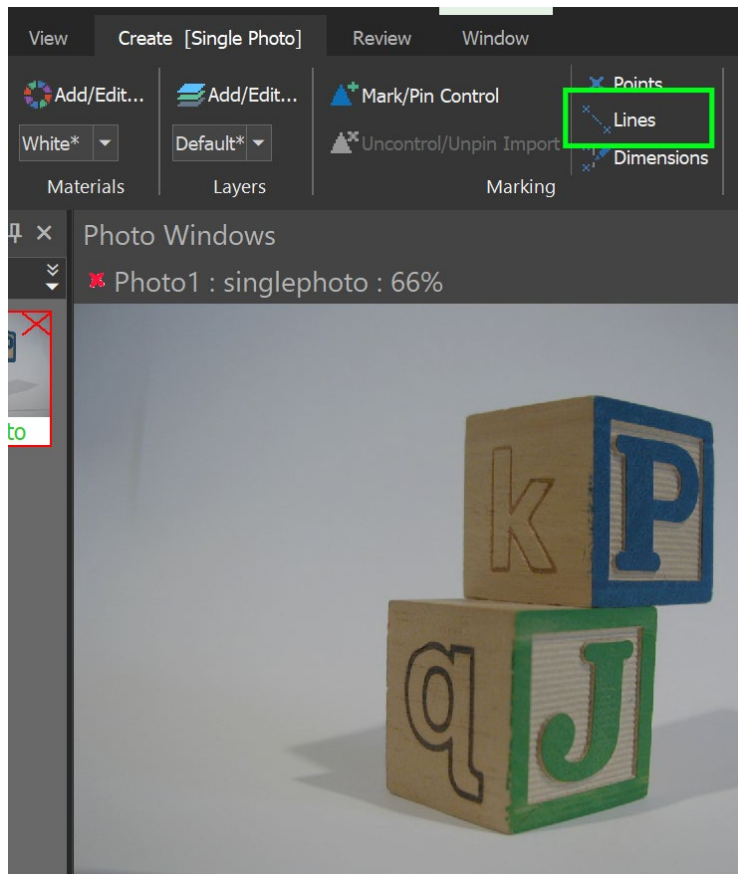 View Create [Single Photo] Review Window
Add/Edit... Add/Edit... Mark/Pin Control Points
Lines
White* Default* Uncontrol/Unpin Import Dimensions
Materials Layers Marking
Photo Windows
Photo1 : singlephoto : 66%
to
k P
q J